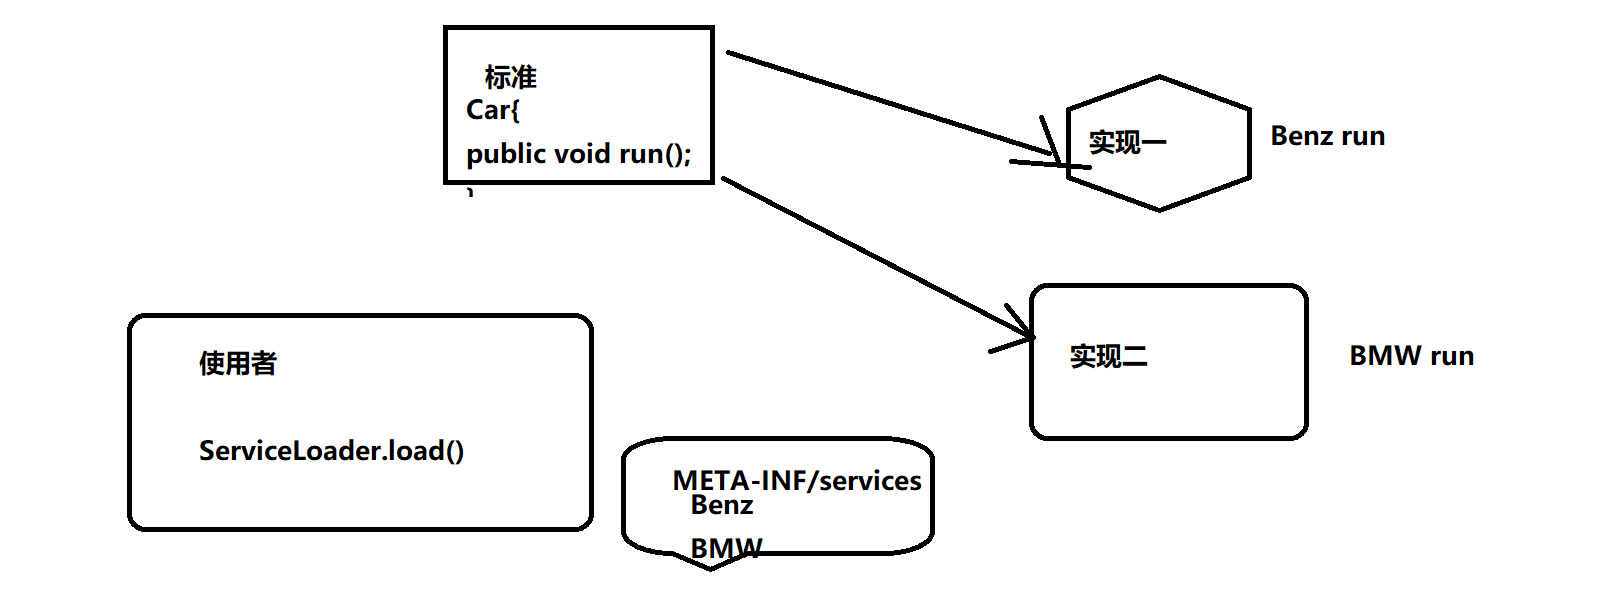 标准
Car{
public void run();
}
实现一
Benz run
实现二
BMW run
使用者
ServiceLoader.load()
META-INF/services
Benz
BMW